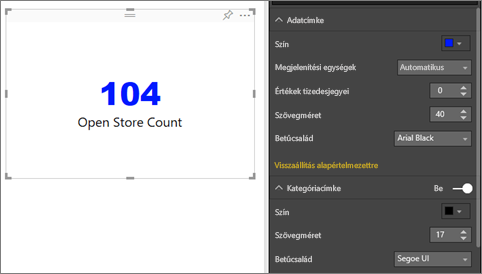 104
Open Store Count
Adatcímke
Szín
Megjelenítési egységek Automatikus
Értékek tizedesjegyei 0
Szövegméret 40
Betűcsalád Arial Black
Visszaállítás alapértelmezettre
Kategóriacímke Be
Szín
Szövegméret 17
Betűcsalád Segoe UI